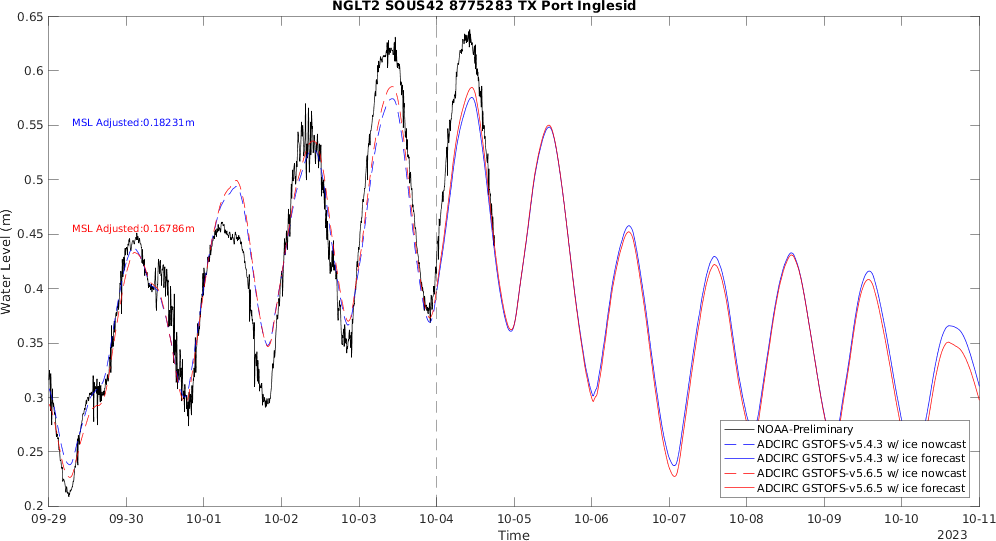 NGLT2 SOUS42 8775283 TX Port Inglesid
0.65
0.6
0.55
0.5
0.45
0.4
0.35
0.3
0.25
0.2
Water Level (m)
MSL Adjusted:0.18231m
MSL Adjusted:0.16786m
NOAA-Preliminary
ADCIRC GSTOFS-v5.4.3 w/ ice nowcast
ADCIRC GSTOFS-v5.4.3 w/ ice forecast
ADCIRC GSTOFS-v5.6.5 w/ ice nowcast
ADCIRC GSTOFS-v5.6.5 w/ ice forecast
09-29 09-30 10-01 10-02 10-03 10-04 10-05 10-06 10-07 10-08 10-09 10-10 10-11
Time
2023